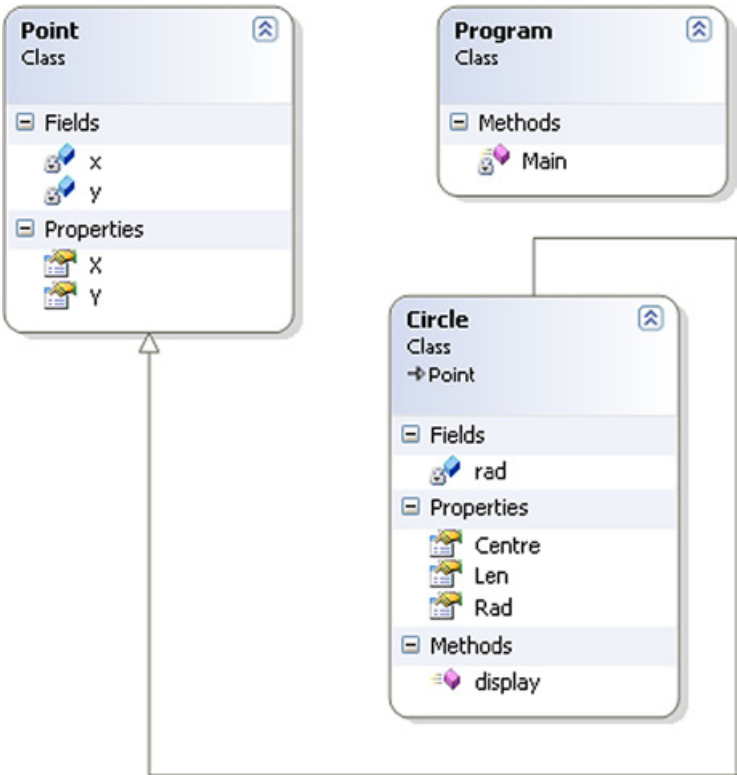 Point
Class
Fields
x
y
Properties
X
Y
Program
Class
Methods
Main
Circle
Class
Point
Fields
rad
Properties
Centre
Len
Rad
Methods
display